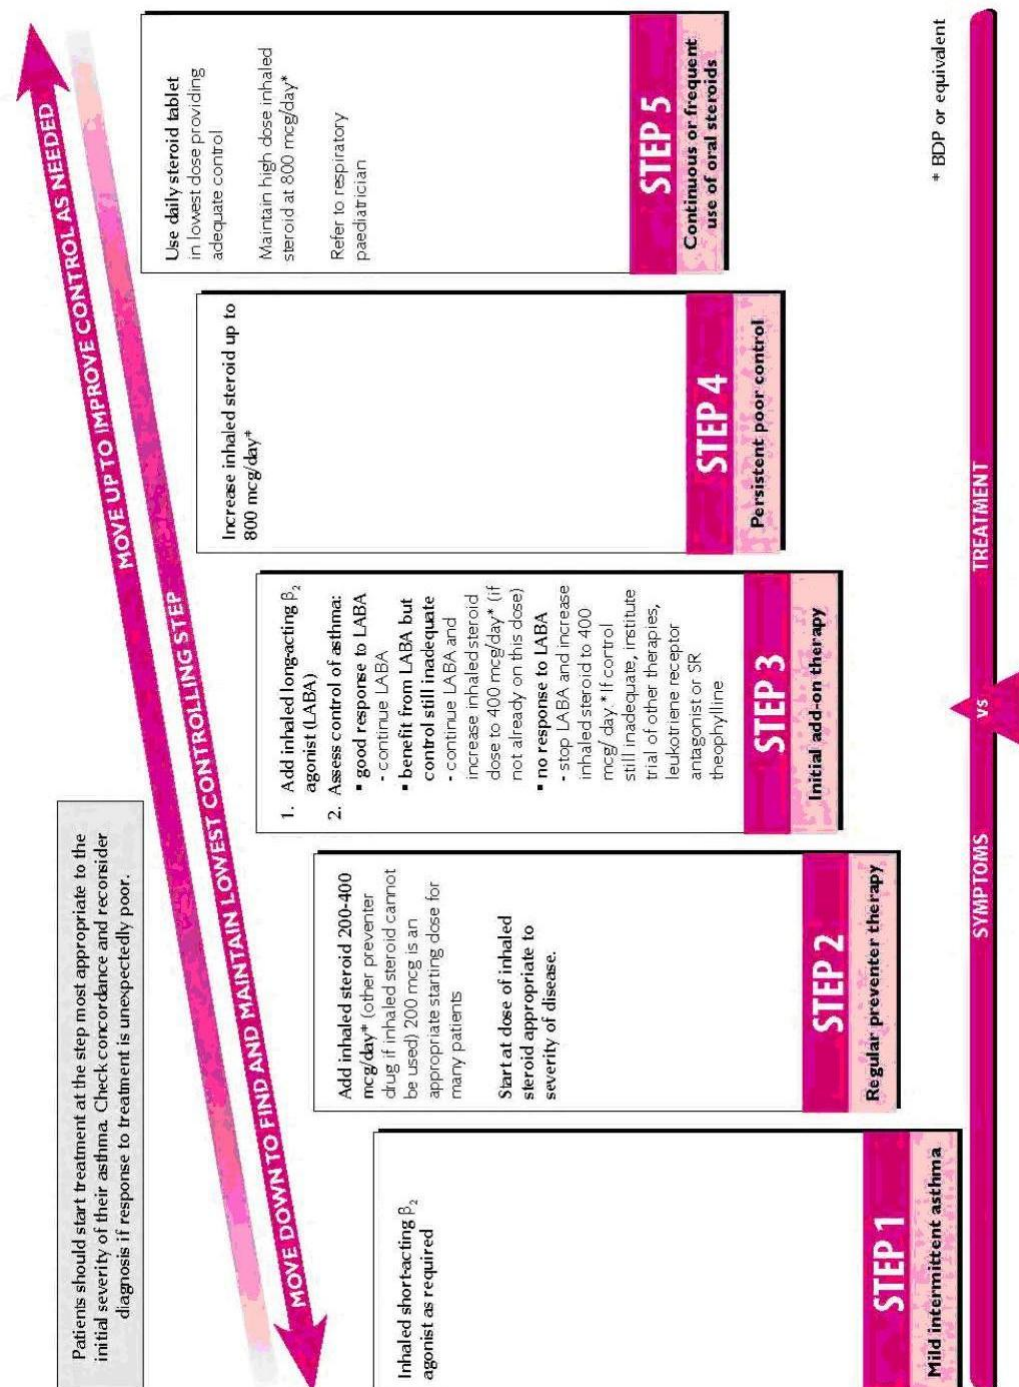 Patients should start treatment at the step most appropriate to the
initial severity of their asthma. Check concordance and reconsider
diagnosis if response to treatment is unexpectedly poor.
MOVE UP TO IMPROVE CONTROL AS NEEDED
MOVE DOWN TO FIND AND MAINTAIN LOWEST CONTROLLING STEP
Inhaled short-acting β₂
agonist as required
STEP 1
Mild intermittent asthma
Add inhaled steroid 200-400
mcg/day* (other preventer
drug if inhaled steroid cannot
be used) 200 mcg is an
appropriate starting dose for
many patients
Start at dose of inhaled
steroid appropriate to
severity of disease.
STEP 2
Regular preventer therapy
1. Add inhaled long-acting β₂
agonist (LABA)
2. Assess control of asthma:
▪ good response to LABA
- continue LABA
▪ benefit from LABA but
control still inadequate
- continue LABA and
increase inhaled steroid
dose to 400 mcg/day* (if
not already on this dose)
▪ no response to LABA
- stop LABA and increase
inhaled steroid to 400
mcg/ day.* If control
still inadequate, institute
trial of other therapies,
leukotriene receptor
antagonist or SR
theophylline
STEP 3
Initial add-on therapy
Increase inhaled steroid up to
800 mcg/day*
STEP 4
Persistent poor control
Use daily steroid tablet
in lowest dose providing
adequate control
Maintain high dose inhaled
steroid at 800 mcg/day*
Refer to respiratory
paediatrician
STEP 5
Continuous or frequent
use of oral steroids
* BDP or equivalent
SYMPTOMS
vs
TREATMENT